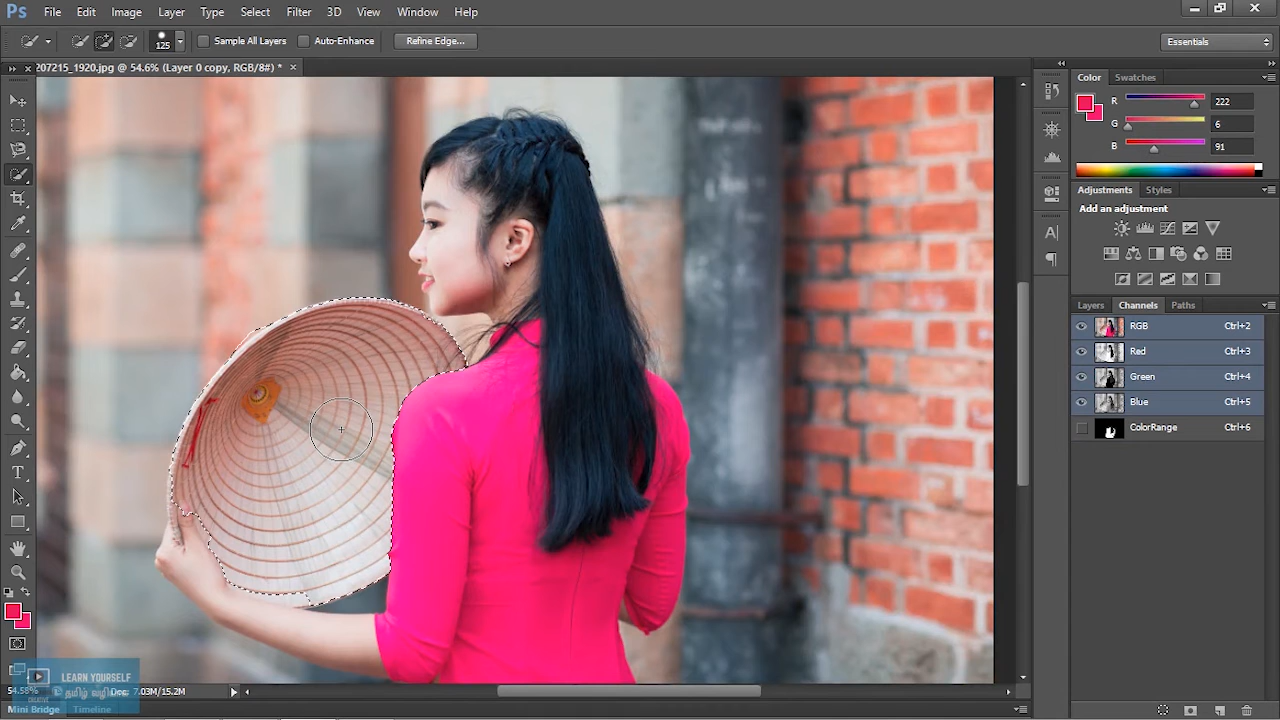 Ps File Edit Image Layer Type Select Filter 3D View Window Help
125 Sample All Layers Auto-Enhance Refine Edge... Essentials
207215_1920.jpg @ 54.6% (Layer 0 copy, RGB/8#) * ×
Color Swatches
R 222
G 6
B 91
Adjustments Styles
Add an adjustment
Layers Channels Paths
RGB Ctrl+2
Red Ctrl+3
Green Ctrl+4
Blue Ctrl+5
ColorRange Ctrl+6
LEARN YOURSELF
தமிழ் வழியில்
CREATIVE
54.58% Doc: 7.03M/15.2M
Mini Bridge Timeline